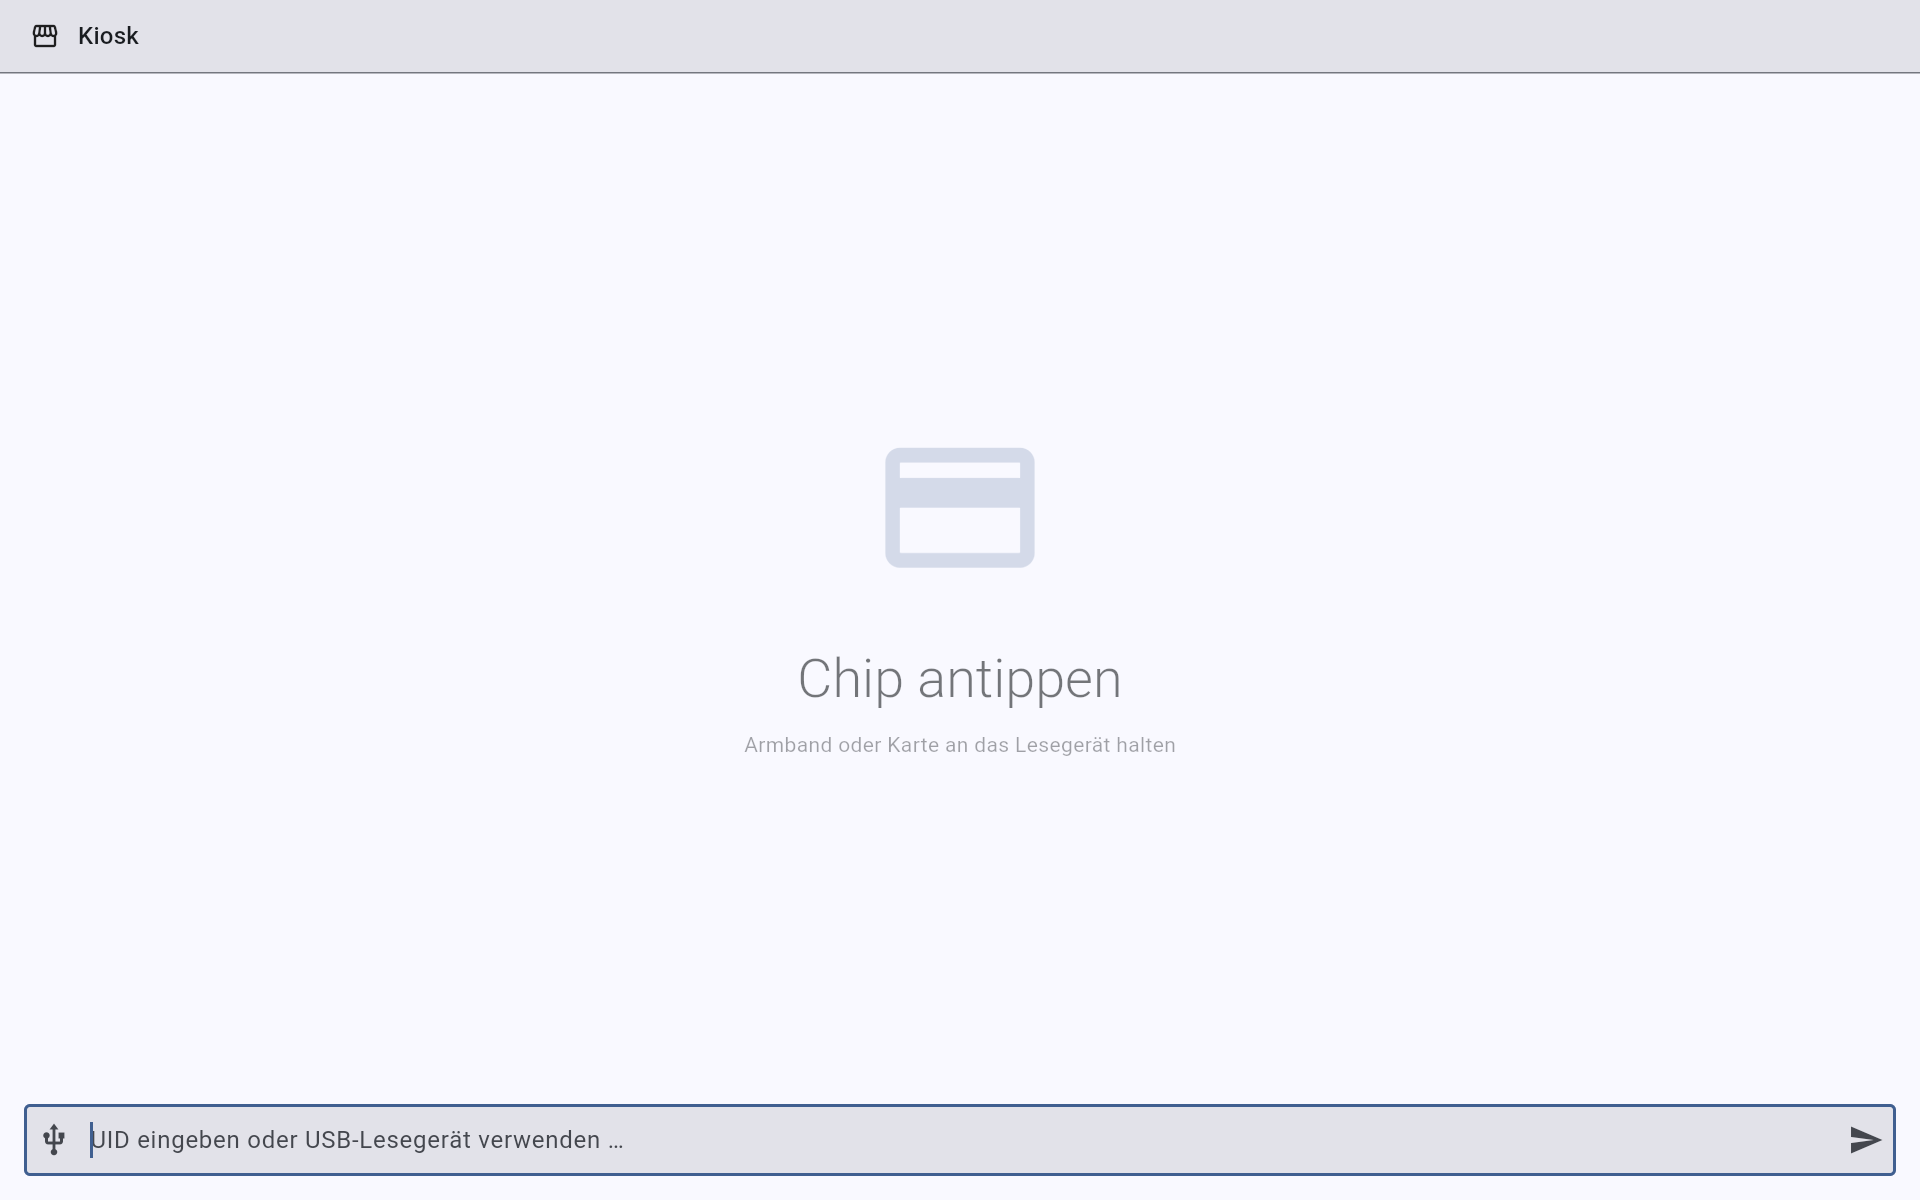 Kiosk
Chip antippen
Armband oder Karte an das Lesegerät halten
UID eingeben oder USB-Lesegerät verwenden …